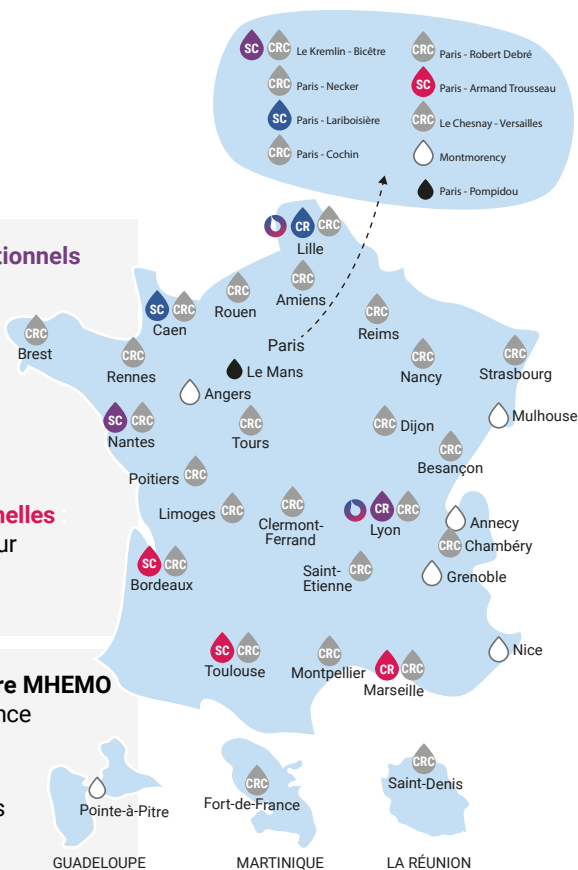 SC CRC Le Kremlin - Bicêtre
CRC Paris - Necker
SC Paris - Lariboisière
CRC Paris - Cochin
CRC Paris - Robert Debré
SC Paris - Armand Trousseau
CRC Le Chesnay - Versailles
Montmorency
Paris - Pompidou
tionnels
nelles :
ur
re MHEMO
nce
s
CR CRC
Lille
CRC
Amiens
CRC
Rouen
SC CRC
Caen
CRC
Reims
Paris
CRC
Brest
CRC
Rennes
Le Mans
Angers
CRC
Nancy
CRC
Strasbourg
SC CRC
Nantes
CRC
Tours
CRC Dijon
Mulhouse
CRC
Besançon
Poitiers CRC
Limoges CRC
CRC
Clermont-
Ferrand
CR CRC
Lyon
Annecy
CRC Chambéry
Grenoble
SC CRC
Bordeaux
Saint-
Etienne CRC
SC CRC
Toulouse
CRC
Montpellier
CR CRC
Marseille
Nice
Pointe-à-Pitre
GUADELOUPE
CRC
Fort-de-France
MARTINIQUE
CRC
Saint-Denis
LA RÉUNION